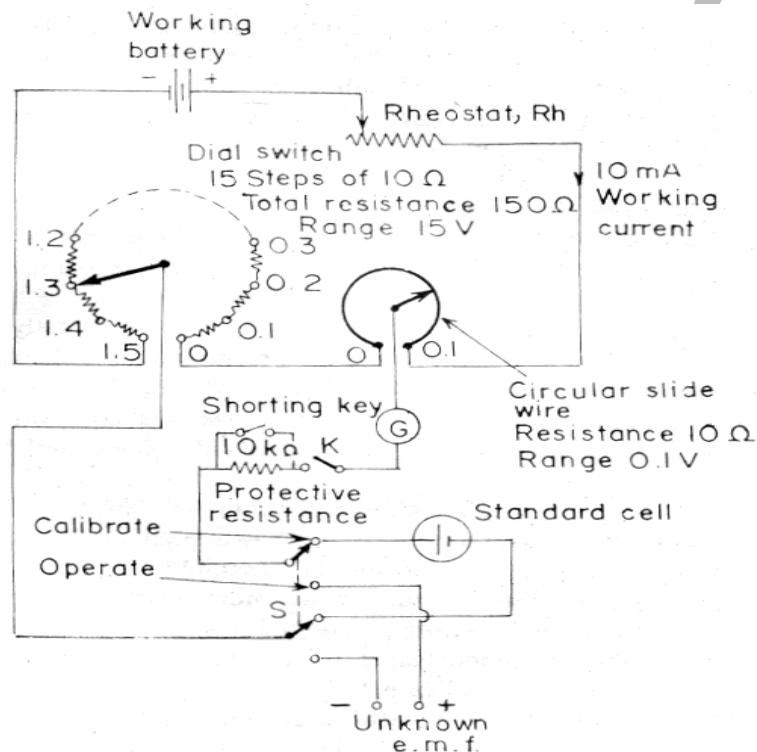 Working
battery
- +
Rheostat, Rh
Dial switch
15 Steps of 10 Ω
Total resistance 150Ω
Range 15 V
10 mA
Working
current
1.2
1.3
1.4
1.5
0
0.1
0.2
0.3
0
0.1
Circular slide
wire
Resistance 10 Ω
Range 0.1 V
Shorting key
G
10 kΩ K
Protective
resistance
Standard cell
Calibrate
Operate
S
- +
Unknown
e.m.f.